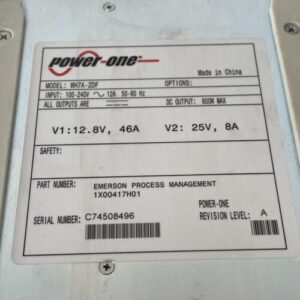 power-one®
Made in China
MODEL: WH7A-2DF OPTIONS:
INPUT: 100-240V 12A 50-60 Hz
ALL OUTPUTS ARE DC OUTPUT: 800W MAX
V1:12.8V, 46A V2: 25V, 8A
SAFETY:
PART NUMBER: EMERSON PROCESS MANAGEMENT
1X00417H01
POWER-ONE
SERIAL NUMBER: C74508496 REVISION LEVEL: A